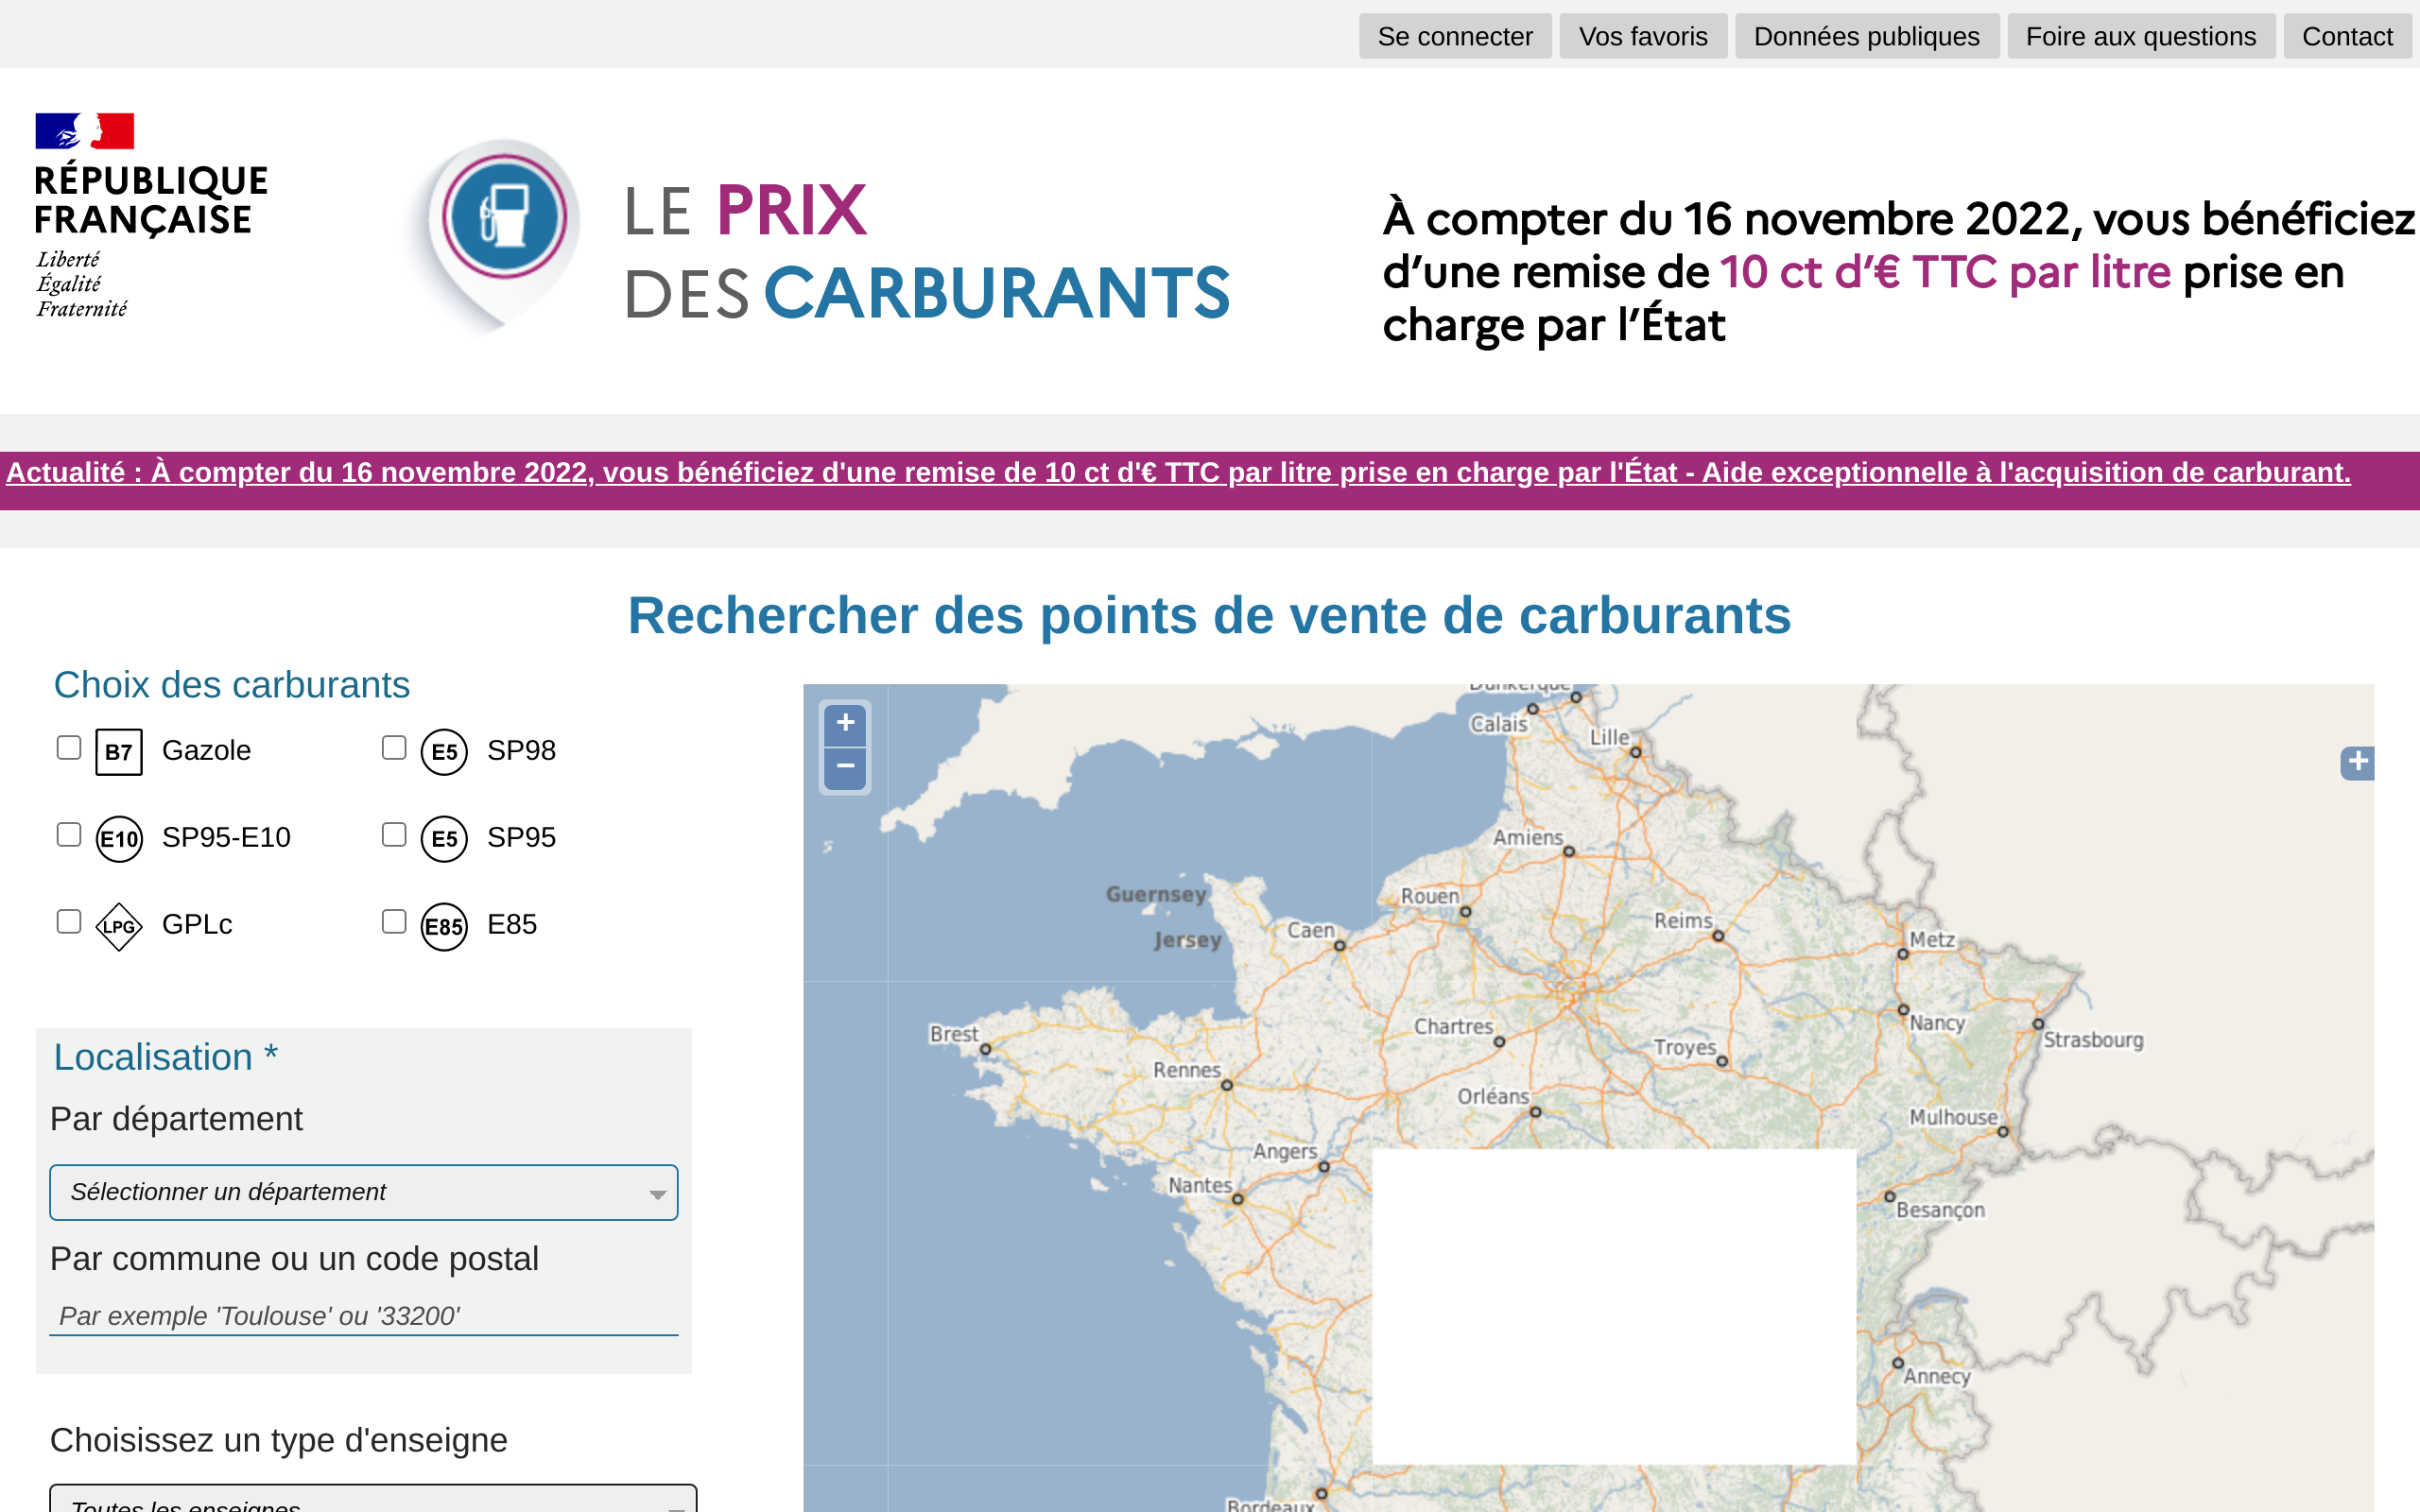 Se connecter Vos favoris Données publiques Foire aux questions Contact
RÉPUBLIQUE
FRANÇAISE
Liberté
Égalité
Fraternité
LE PRIX
DES CARBURANTS
À compter du 16 novembre 2022, vous bénéficiez
d'une remise de 10 ct d'€ TTC par litre prise en
charge par l'État
Actualité : À compter du 16 novembre 2022, vous bénéficiez d'une remise de 10 ct d'€ TTC par litre prise en charge par l'État - Aide exceptionnelle à l'acquisition de carburant.
Rechercher des points de vente de carburants
Choix des carburants
B7 Gazole E5 SP98
E10 SP95-E10 E5 SP95
LPG GPLc E85 E85
Localisation *
Par département
Sélectionner un département
Par commune ou un code postal
Par exemple 'Toulouse' ou '33200'
Choisissez un type d'enseigne
Toutes les enseignes
+
−
+
Dunkerque
Calais
Lille
Amiens
Guernsey
Rouen
Reims
Jersey
Caen
Metz
Brest
Chartres
Nancy
Strasbourg
Troyes
Rennes
Orléans
Mulhouse
Angers
Nantes
Besançon
Annecy
Bordeaux